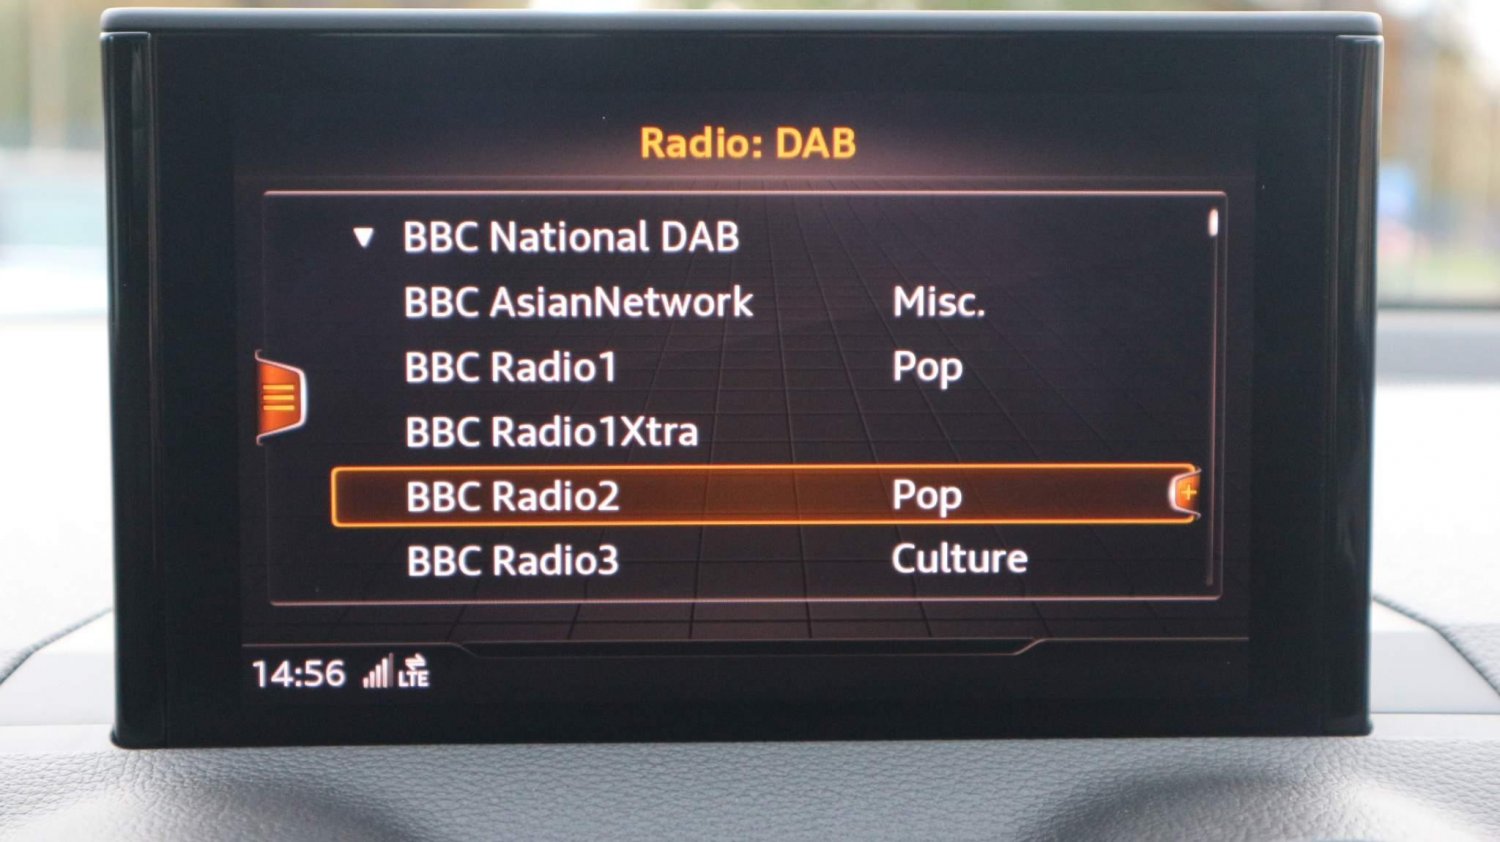 Radio: DAB
BBC National DAB
BBC AsianNetwork Misc.
BBC Radio1 Pop
BBC Radio1Xtra
BBC Radio2 Pop
BBC Radio3 Culture
14:56 LTE